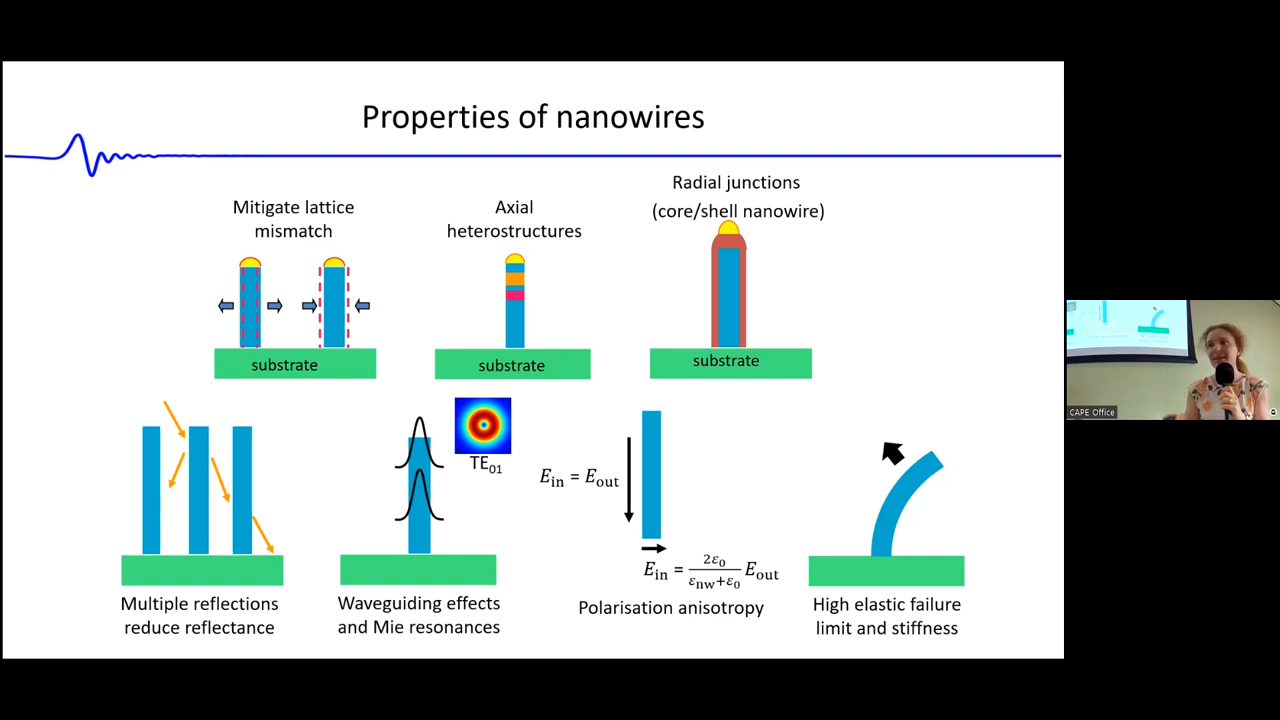 Properties of nanowires
Mitigate lattice
mismatch
Axial
heterostructures
Radial junctions
(core/shell nanowire)
substrate
substrate
substrate
TE₀₁
E_in = E_out
E_in = 2ε₀/(ε_nw+ε₀) E_out
Multiple reflections
reduce reflectance
Waveguiding effects
and Mie resonances
Polarisation anisotropy
High elastic failure
limit and stiffness
CAPE Office